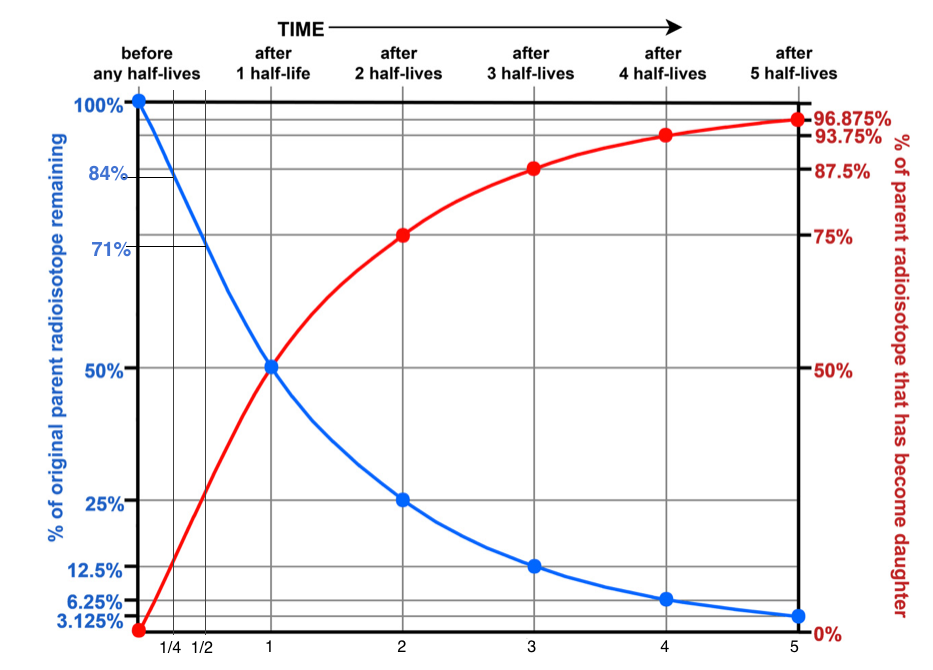 TIME
before
any half-lives
after
1 half-life
after
2 half-lives
after
3 half-lives
after
4 half-lives
after
5 half-lives
% of original parent radioisotope remaining
100%
84%
71%
50%
25%
12.5%
6.25%
3.125%
96.875%
93.75%
87.5%
75%
50%
0%
% of parent radioisotope that has become daughter
1/4
1/2
1
2
3
4
5